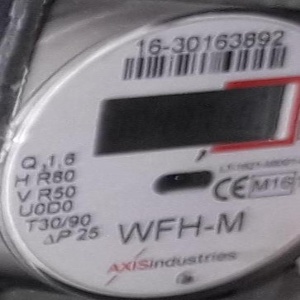 16-30163892
Q 1,6
H R80
V R50
U0D0
T30/90
ΔP 25
CE M16
WFH-M
AXISIndustries